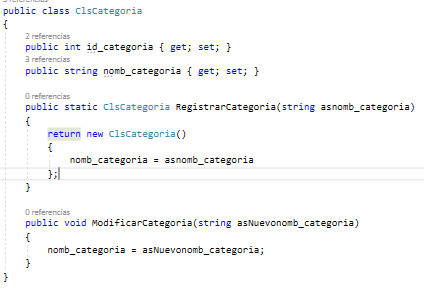 public class ClsCategoria
{
2 referencias
public int id_categoria { get; set; }
3 referencias
public string nomb_categoria { get; set; }
0 referencias
public static ClsCategoria RegistrarCategoria(string asnomb_categoria)
{
return new ClsCategoria()
{
nomb_categoria = asnomb_categoria
};
}
0 referencias
public void ModificarCategoria(string asNuevonomb_categoria)
{
nomb_categoria = asNuevonomb_categoria;
}
}